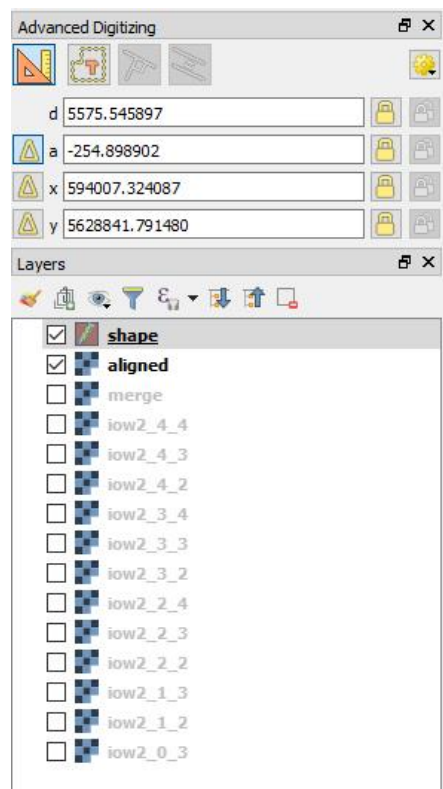 Advanced Digitizing
d 5575.545897
a -254.898902
x 594007.324087
y 5628841.791480
Layers
shape
aligned
merge
iow2_4_4
iow2_4_3
iow2_4_2
iow2_3_4
iow2_3_3
iow2_3_2
iow2_2_4
iow2_2_3
iow2_2_2
iow2_1_3
iow2_1_2
iow2_0_3